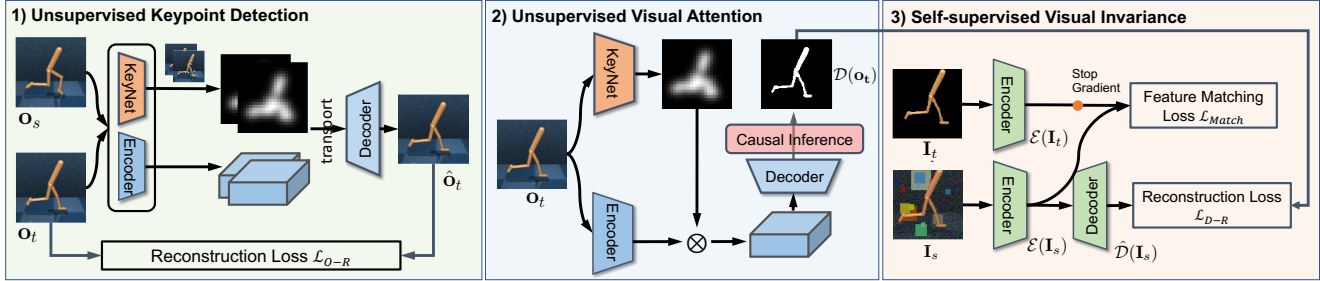 1) Unsupervised Keypoint Detection
O_s
O_t
KeyNet
Encoder
transport
Decoder
Ô_t
Reconstruction Loss ℒ_{O−R}
2) Unsupervised Visual Attention
O_t
KeyNet
Encoder
⊗
Decoder
Causal Inference
𝒟(o_t)
3) Self-supervised Visual Invariance
I_t
Encoder
ℰ(I_t)
Stop
Gradient
Feature Matching
Loss ℒ_{Match}
I_s
Encoder
ℰ(I_s)
Decoder
𝒟̂(I_s)
Reconstruction Loss
ℒ_{D−R}